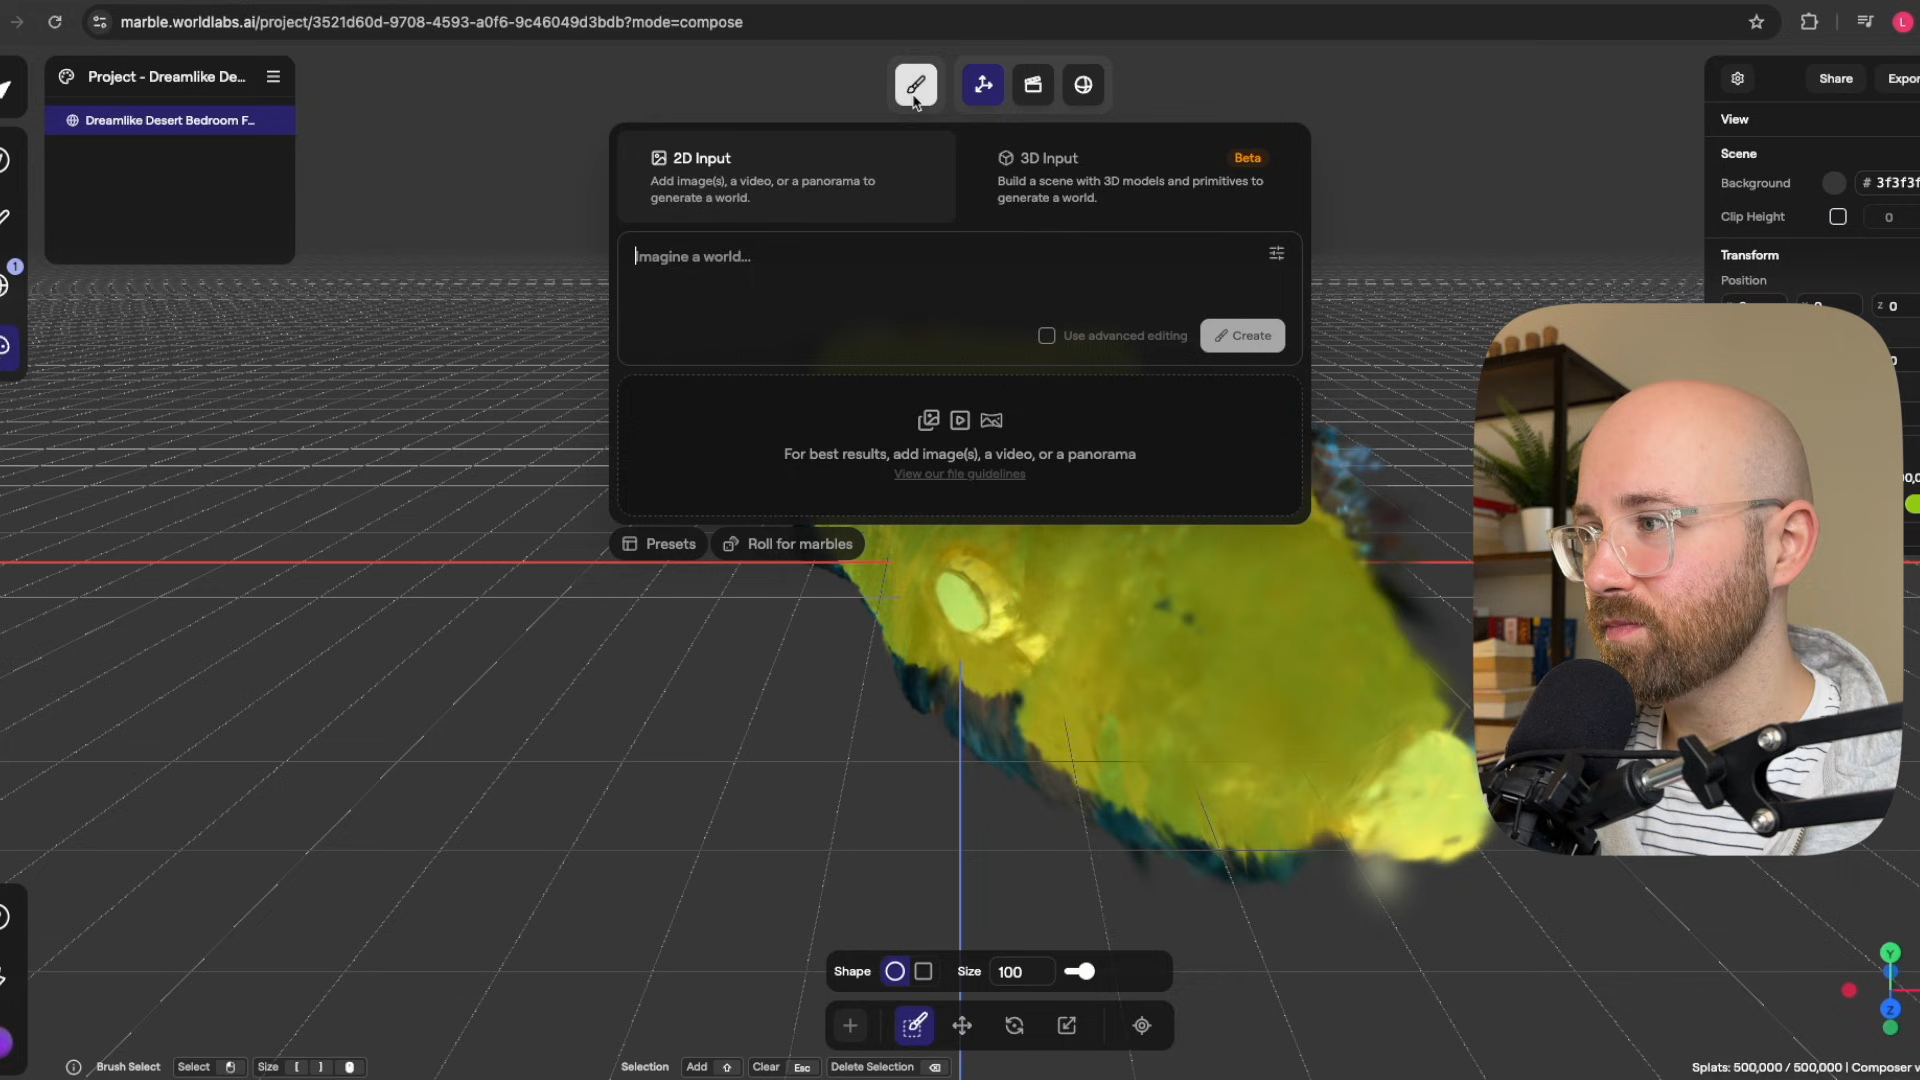 marble.worldlabs.ai/project/3521d60d-9708-4593-a0f6-9c46049d3bdb?mode=compose
L
Project - Dreamlike De...
Share
Expor
Dreamlike Desert Bedroom F...
View
2D Input
Add image(s), a video, or a panorama to
generate a world.
3D Input
Beta
Build a scene with 3D models and primitives to
generate a world.
Scene
Background
# 3f3f3f
Clip Height
0
Imagine a world...
1
Transform
Position
z 0
Use advanced editing
Create
For best results, add image(s), a video, or a panorama
View our file guidelines
Presets
Roll for marbles
Shape
Size
100
Y
Z
Brush Select
Select
Size
[
]
Selection
Add
Clear
Esc
Delete Selection
Splats: 500,000 / 500,000 | Composer v